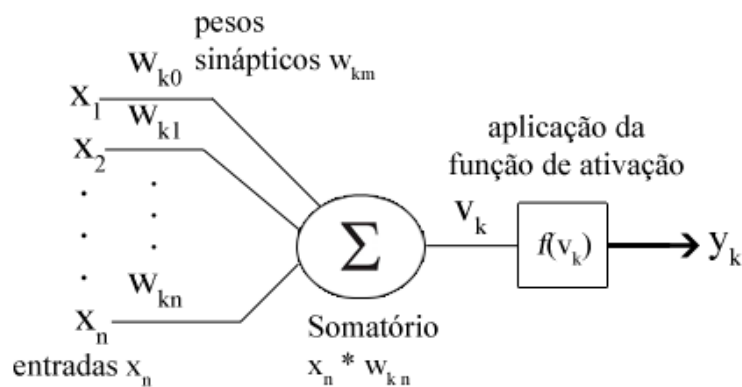 pesos
sinápticos w_km
w_k0
x_1
w_k1
x_2
aplicação da
função de ativação
Σ
v_k
f(v_k)
y_k
w_kn
x_n
entradas x_n
Somatório
x_n * w_k n